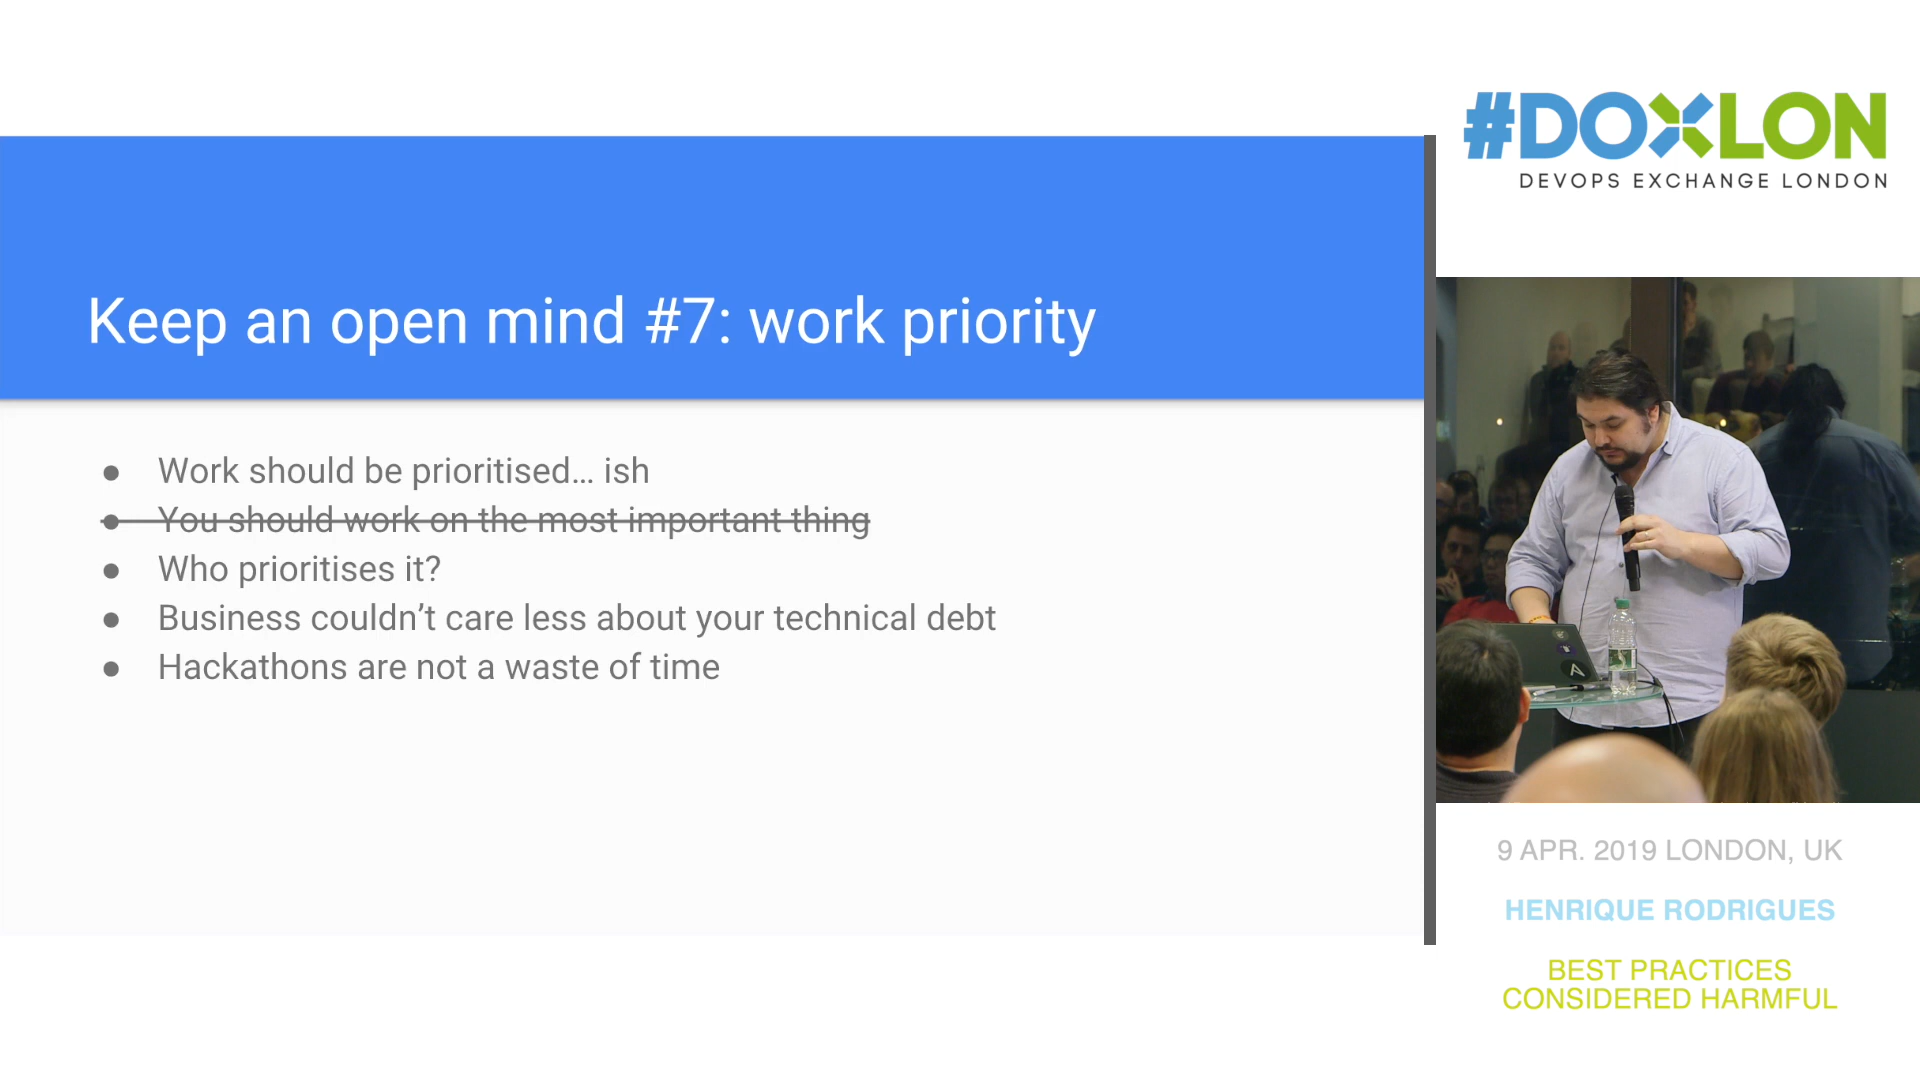 #DOXLON
DEVOPS EXCHANGE LONDON
Keep an open mind #7: work priority
● Work should be prioritised... ish
● You should work on the most important thing
● Who prioritises it?
● Business couldn’t care less about your technical debt
● Hackathons are not a waste of time
9 APR. 2019 LONDON, UK
HENRIQUE RODRIGUES
BEST PRACTICES
CONSIDERED HARMFUL